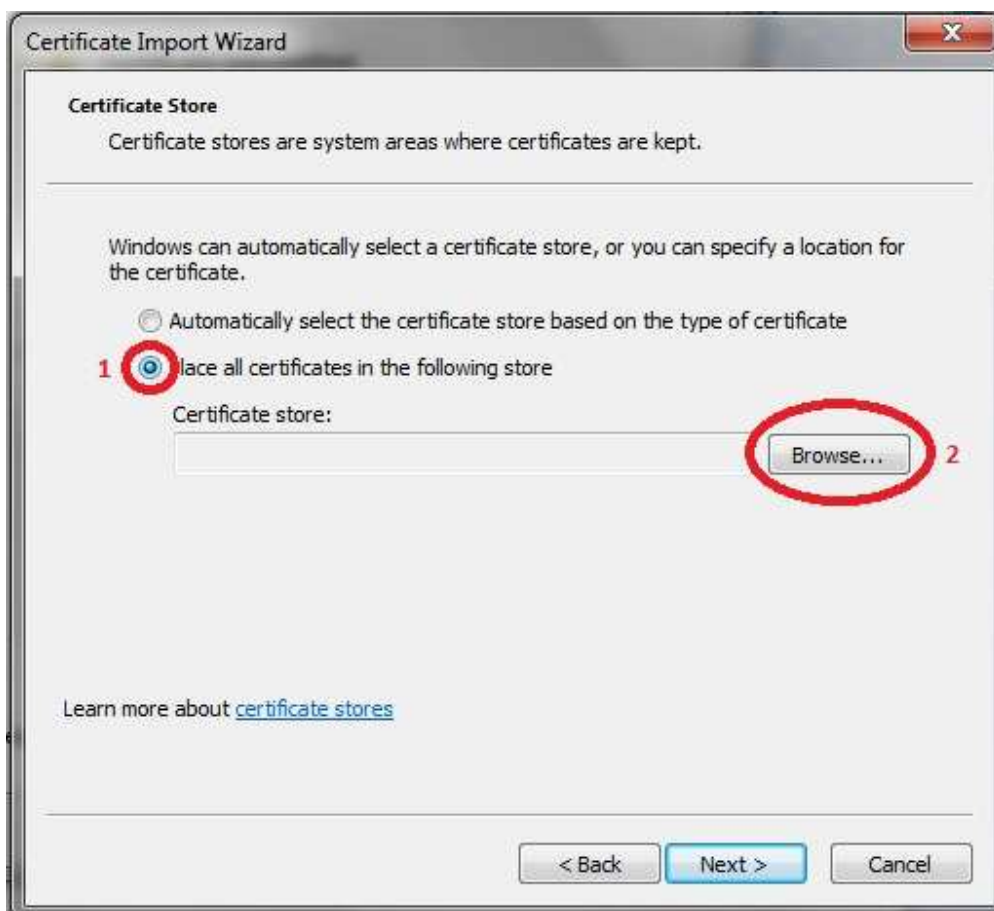 Certificate Import Wizard
Certificate Store
Certificate stores are system areas where certificates are kept.
Windows can automatically select a certificate store, or you can specify a location for
the certificate.
Automatically select the certificate store based on the type of certificate
1 lace all certificates in the following store
Certificate store:
Browse... 2
Learn more about certificate stores
< Back Next > Cancel